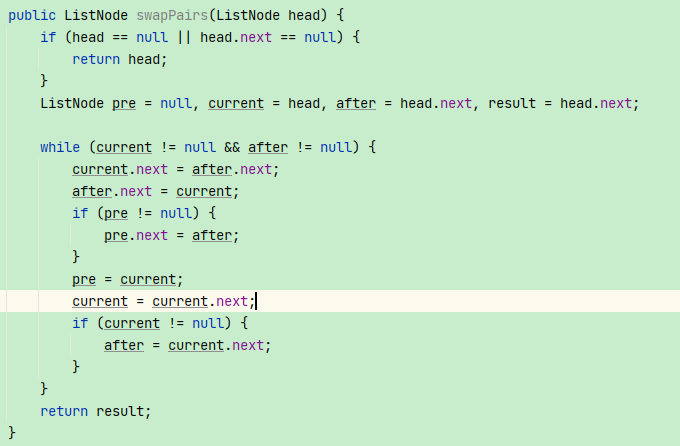 public ListNode swapPairs(ListNode head) {
    if (head == null || head.next == null) {
        return head;
    }
    ListNode pre = null, current = head, after = head.next, result = head.next;

    while (current != null && after != null) {
        current.next = after.next;
        after.next = current;
        if (pre != null) {
            pre.next = after;
        }
        pre = current;
        current = current.next;
        if (current != null) {
            after = current.next;
        }
    }
    return result;
}